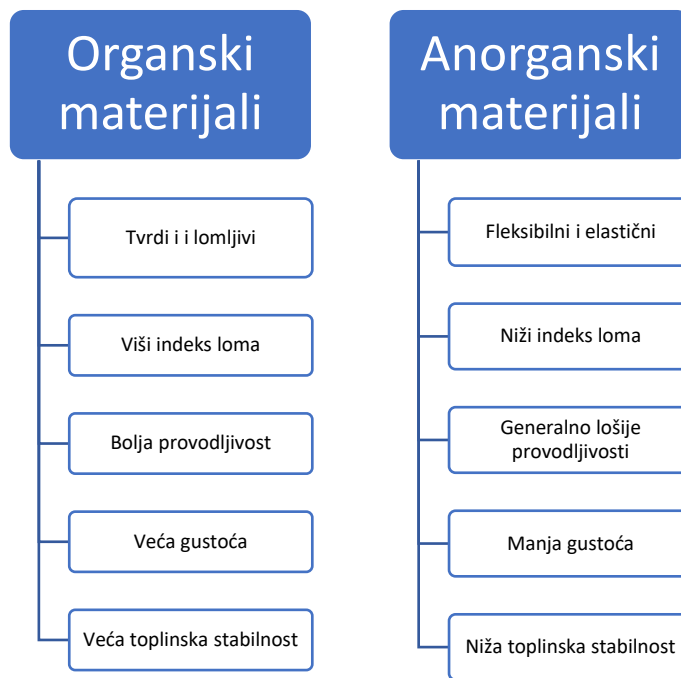 Organski
materijali
Tvrdi i i lomljivi
Viši indeks loma
Bolja provodljivost
Veća gustoća
Veća toplinska stabilnost
Anorganski
materijali
Fleksibilni i elastični
Niži indeks loma
Generalno lošije
provodljivosti
Manja gustoća
Niža toplinska stabilnost